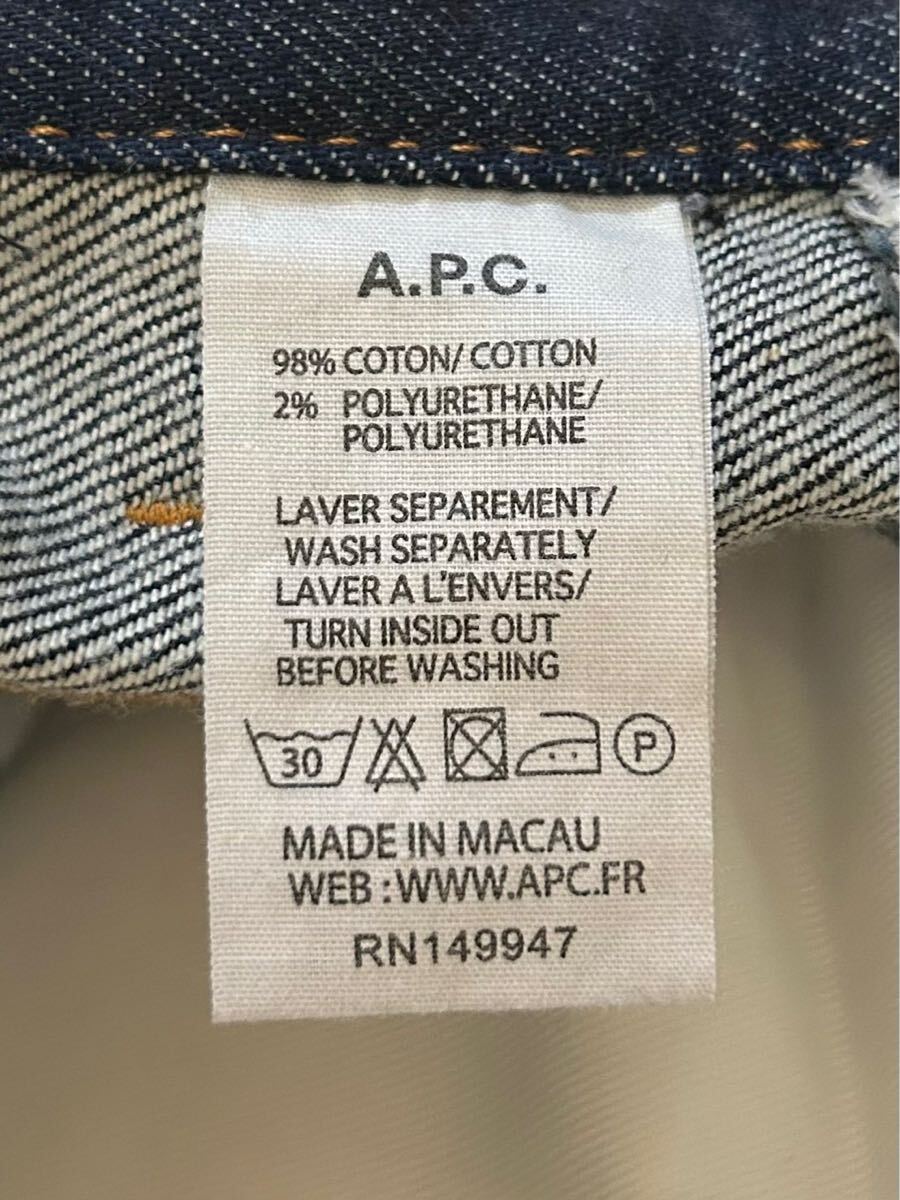 A.P.C.
98% COTON/ COTTON
2% POLYURETHANE/
POLYURETHANE
LAVER SEPAREMENT/
WASH SEPARATELY
LAVER A L'ENVERS/
TURN INSIDE OUT
BEFORE WASHING
30 P
MADE IN MACAU
WEB :WWW.APC.FR
RN149947